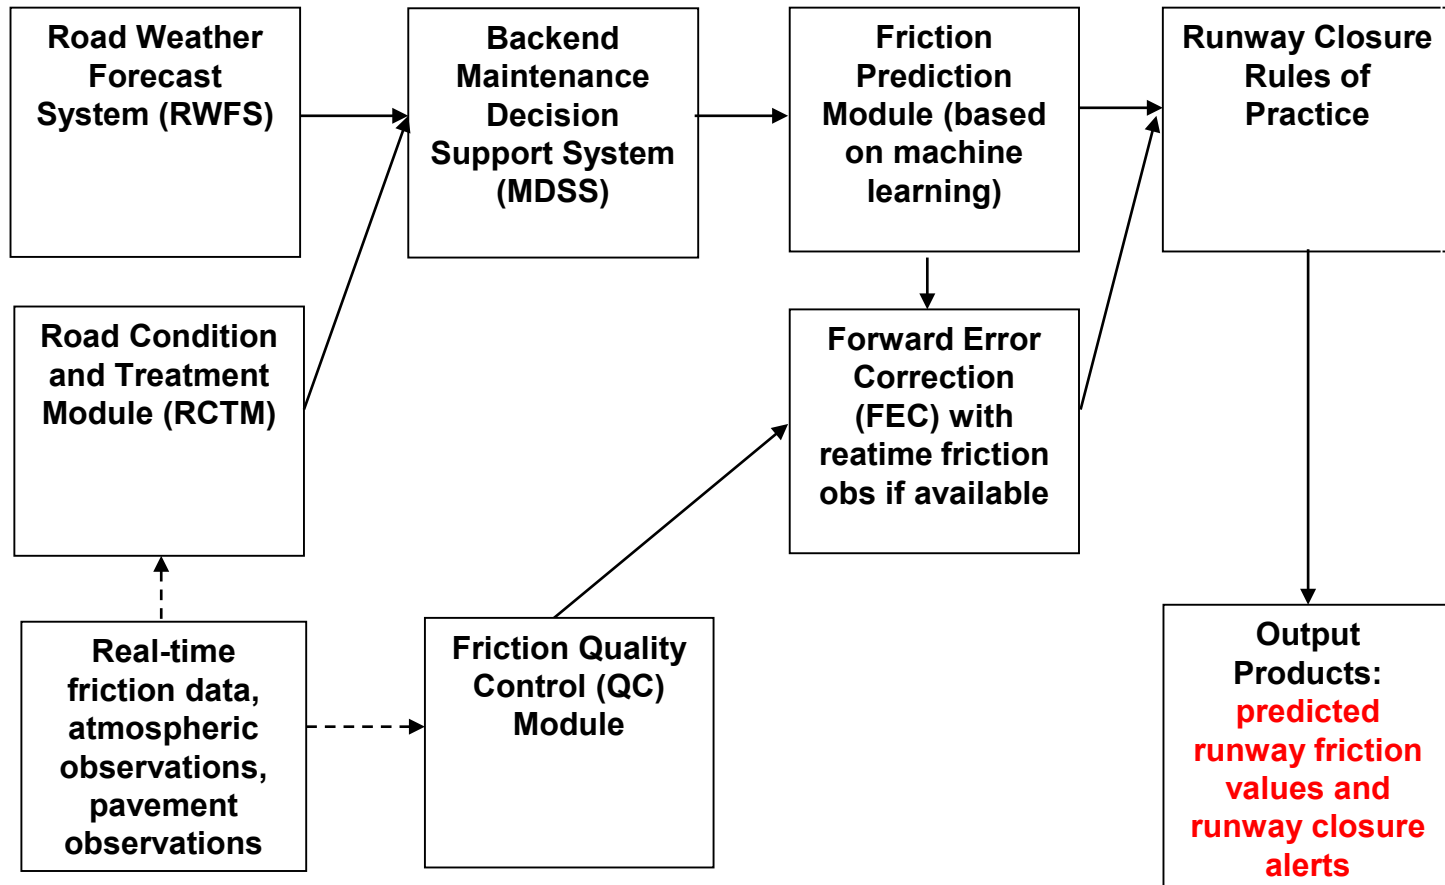 Road Weather
Forecast
System (RWFS)
Backend
Maintenance
Decision
Support System
(MDSS)
Friction
Prediction
Module (based
on machine
learning)
Runway Closure
Rules of
Practice
Road Condition
and Treatment
Module (RCTM)
Forward Error
Correction
(FEC) with
reatime friction
obs if available
Real-time
friction data,
atmospheric
observations,
pavement
observations
Friction Quality
Control (QC)
Module
Output
Products:
predicted
runway friction
values and
runway closure
alerts